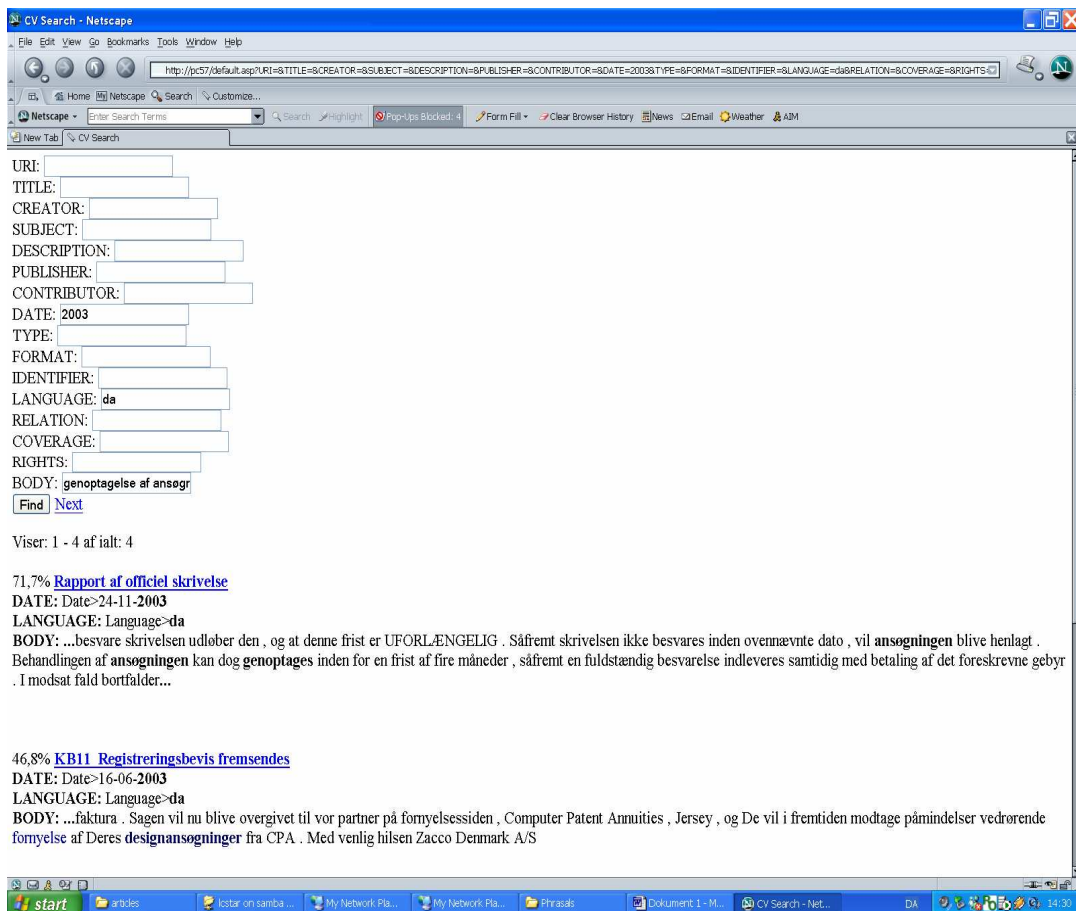 CV Search - Netscape
File Edit View Go Bookmarks Tools Window Help
http://pc57/default.asp?URI=&TITLE=&CREATOR=&SUBJECT=&DESCRIPTION=&PUBLISHER=&CONTRIBUTOR=&DATE=2003&TYPE=&FORMAT=&IDENTIFIER=&LANGUAGE=da&RELATION=&COVERAGE=&RIGHTS=
Home Netscape Search Customize...
Netscape Enter Search Terms Search Highlight Pop-Ups Blocked: 4 Form Fill Clear Browser History News Email Weather AIM
New Tab CV Search
URI:
TITLE:
CREATOR:
SUBJECT:
DESCRIPTION:
PUBLISHER:
CONTRIBUTOR:
DATE: 2003
TYPE:
FORMAT:
IDENTIFIER:
LANGUAGE: da
RELATION:
COVERAGE:
RIGHTS:
BODY: genoptagelse af ansøgr
Find Next
Viser: 1 - 4 af ialt: 4
71,7% Rapport af officiel skrivelse
DATE: Date>24-11-2003
LANGUAGE: Language>da
BODY: ...besvare skrivelsen udløber den , og at denne frist er UFORLÆNGELIG . Såfremt skrivelsen ikke besvares inden ovennævnte dato , vil ansøgningen blive henlagt .
Behandlingen af ansøgningen kan dog genoptages inden for en frist af fire måneder , såfremt en fuldstændig besvarelse indleveres samtidig med betaling af det foreskrevne gebyr
. I modsat fald bortfalder...
46,8% KB11 Registreringsbevis fremsendes
DATE: Date>16-06-2003
LANGUAGE: Language>da
BODY: ...faktura . Sagen vil nu blive overgivet til vor partner på fornyelsessiden , Computer Patent Annuities , Jersey , og De vil i fremtiden modtage påmindelser vedrørende
fornyelse af Deres designansøgninger fra CPA . Med venlig hilsen Zacco Denmark A/S
start articles lcstar on samba ... My Network Pla... My Network Pla... Phrasals Dokument 1 - M... CV Search - Net... DA 14:30